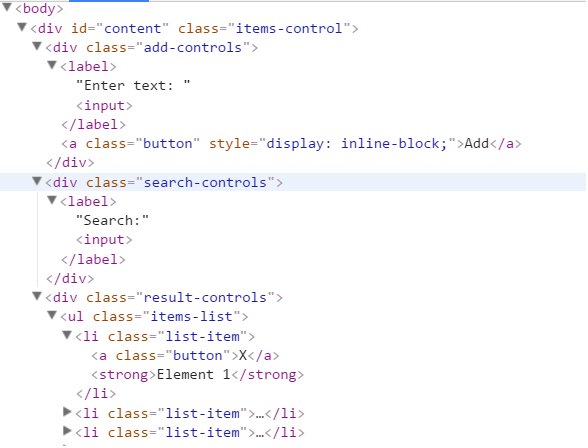 ▼<body>
▼<div id="content" class="items-control">
▼<div class="add-controls">
▼<label>
"Enter text: "
<input>
</label>
<a class="button" style="display: inline-block;">Add</a>
</div>
▼<div class="search-controls">
▼<label>
"Search:"
<input>
</label>
</div>
▼<div class="result-controls">
▼<ul class="items-list">
▼<li class="list-item">
<a class="button">X</a>
<strong>Element 1</strong>
</li>
▶<li class="list-item">…</li>
▶<li class="list-item">…</li>